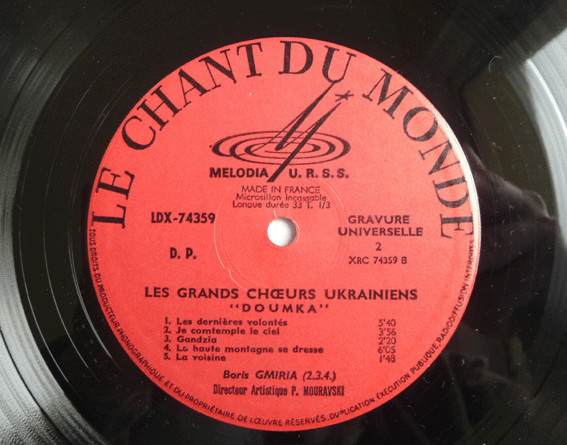 LE CHANT DU MONDE
MELODIA U.R.S.S.
MADE IN FRANCE
Microsillon Incassable
Longue durée 33 T. 1/3
LDX-74359
GRAVURE
UNIVERSELLE
D. P.
2
XRC 74359 B
LES GRANDS CHŒURS UKRAINIENS
"DOUMKA"
1. Les dernières volontés 5'40
2. Je comtemple le ciel 3'56
3. Gandzia 2'20
4. La haute montagne se dresse 6'05
5. La voisine 1'48
Boris GMIRIA (2.3.4.)
Directeur Artistique P. MOURAVSKI
TOUS DROITS DU PRODUCTEUR PHONOGRAPHIQUE ET DU PROPRIÉTAIRE DE L'ŒUVRE RÉSERVÉS. DUPLICATION EXÉCUTION PUBLIQUE, RADIODIFFUSION INTERDITES